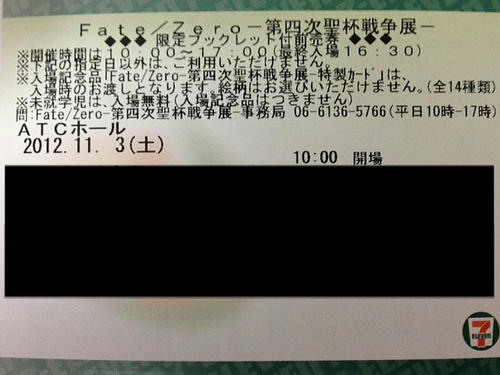 Fate/Zero－第四次聖杯戦争展－
◆◆◆ 限定ブックレット付前売券 ◆◆◆
※開催時間は、10:00～17:00(最終入場16:30)
※下記の指定日以外は、ご利用いただけません。
※入場記念品「Fate/Zero-第四次聖杯戦争展-特製カード」は、
入場時のお渡しとなります。絵柄はお選びいただけません。(全14種類)
※未就学児は、入場無料(入場記念品はつきません)
問:Fate/Zero-第四次聖杯戦争展-事務局 06-6136-5766(平日10時-17時)
ATCホール
2012.11. 3(土)
10:00 開場
7
ELEVEN